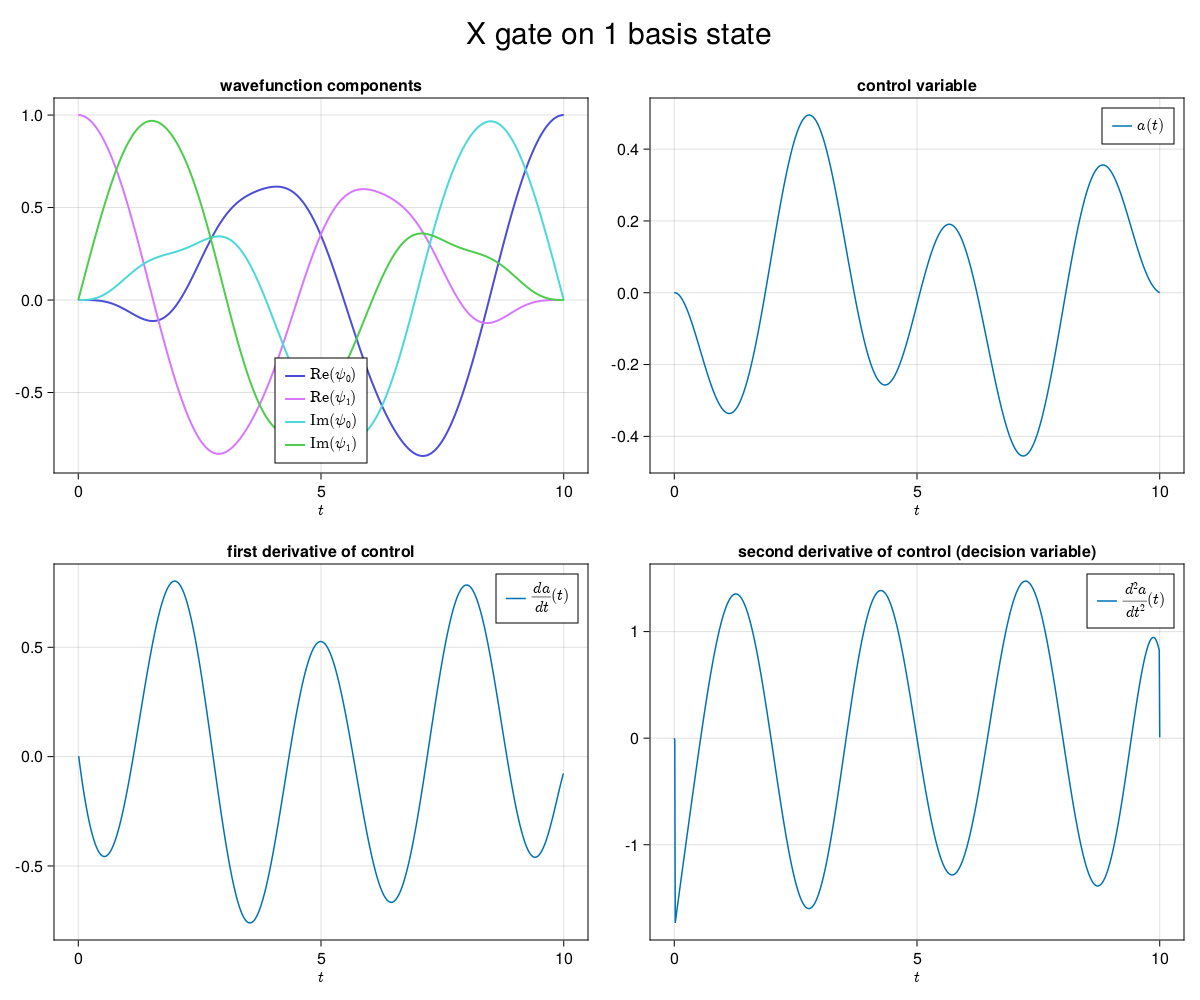 X gate on 1 basis state
wavefunction components
1.0
0.5
0.0
-0.5
Re(ψ₀)
Re(ψ₁)
Im(ψ₀)
Im(ψ₁)
0 5 10
t
control variable
0.4
0.2
0.0
-0.2
-0.4
a(t)
0 5 10
t
first derivative of control
0.5
0.0
-0.5
da/dt(t)
0 5 10
t
second derivative of control (decision variable)
1
0
-1
d²a/dt²(t)
0 5 10
t